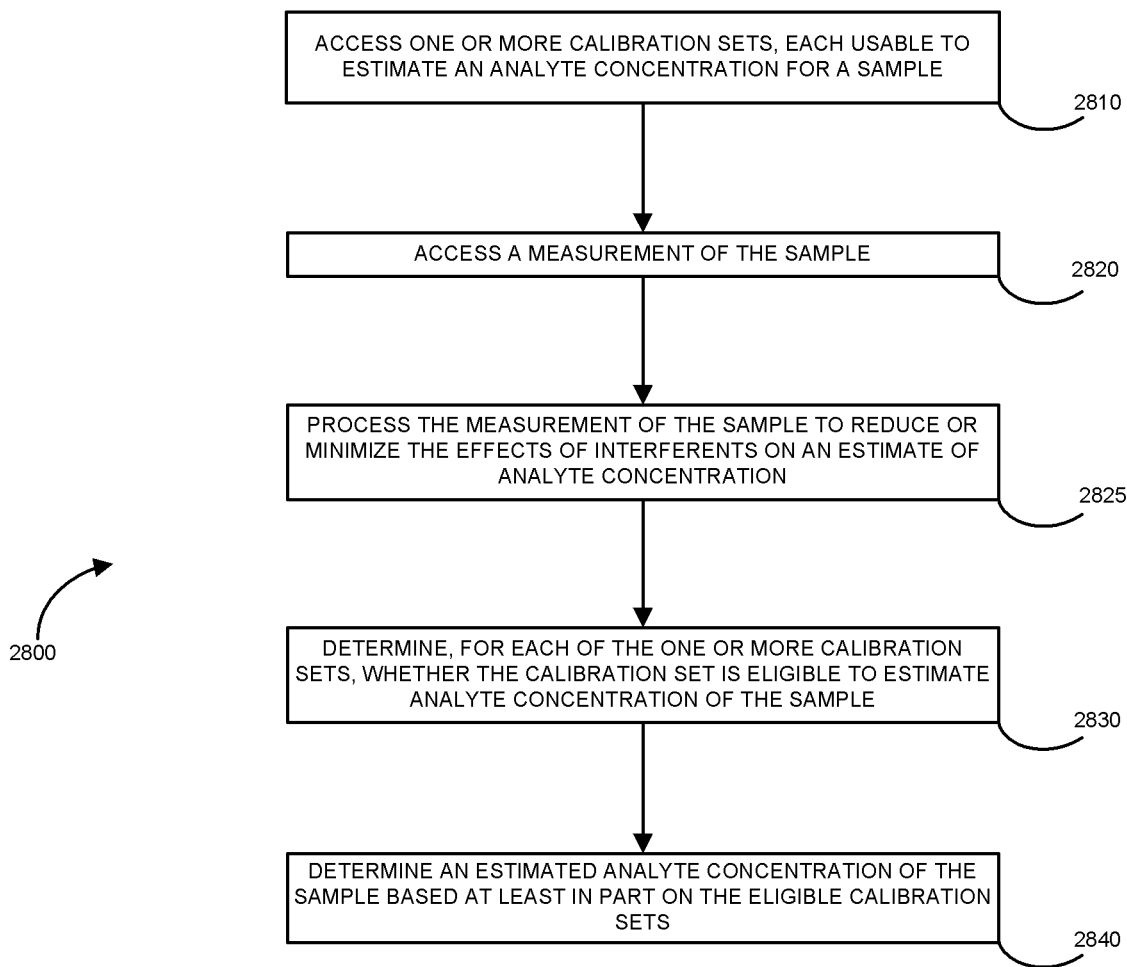 ACCESS ONE OR MORE CALIBRATION SETS, EACH USABLE TO
ESTIMATE AN ANALYTE CONCENTRATION FOR A SAMPLE
2810
ACCESS A MEASUREMENT OF THE SAMPLE
2820
PROCESS THE MEASUREMENT OF THE SAMPLE TO REDUCE OR
MINIMIZE THE EFFECTS OF INTERFERENTS ON AN ESTIMATE OF
ANALYTE CONCENTRATION
2825
2800
DETERMINE, FOR EACH OF THE ONE OR MORE CALIBRATION
SETS, WHETHER THE CALIBRATION SET IS ELIGIBLE TO ESTIMATE
ANALYTE CONCENTRATION OF THE SAMPLE
2830
DETERMINE AN ESTIMATED ANALYTE CONCENTRATION OF THE
SAMPLE BASED AT LEAST IN PART ON THE ELIGIBLE CALIBRATION
SETS
2840